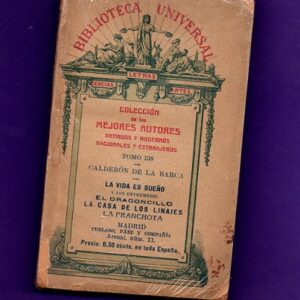 BIBLIOTECA UNIVERSAL
LETRAS
CIENCIAS
ARTES
COLECCIÓN
de los
MEJORES AUTORES
ANTIGUOS Y MODERNOS
NACIONALES Y EXTRANJEROS
TOMO 138
CALDERÓN DE LA BARCA
LA VIDA ES SUEÑO
Y LOS ENTREMESES
EL DRAGONCILLO
LA CASA DE LOS LINAJES
LA FRANCHOTA
MADRID
PERLADO, PÁEZ Y COMPAÑÍA
Arenal, núm. 11.
Precio: 0,50 cénts. en toda España.